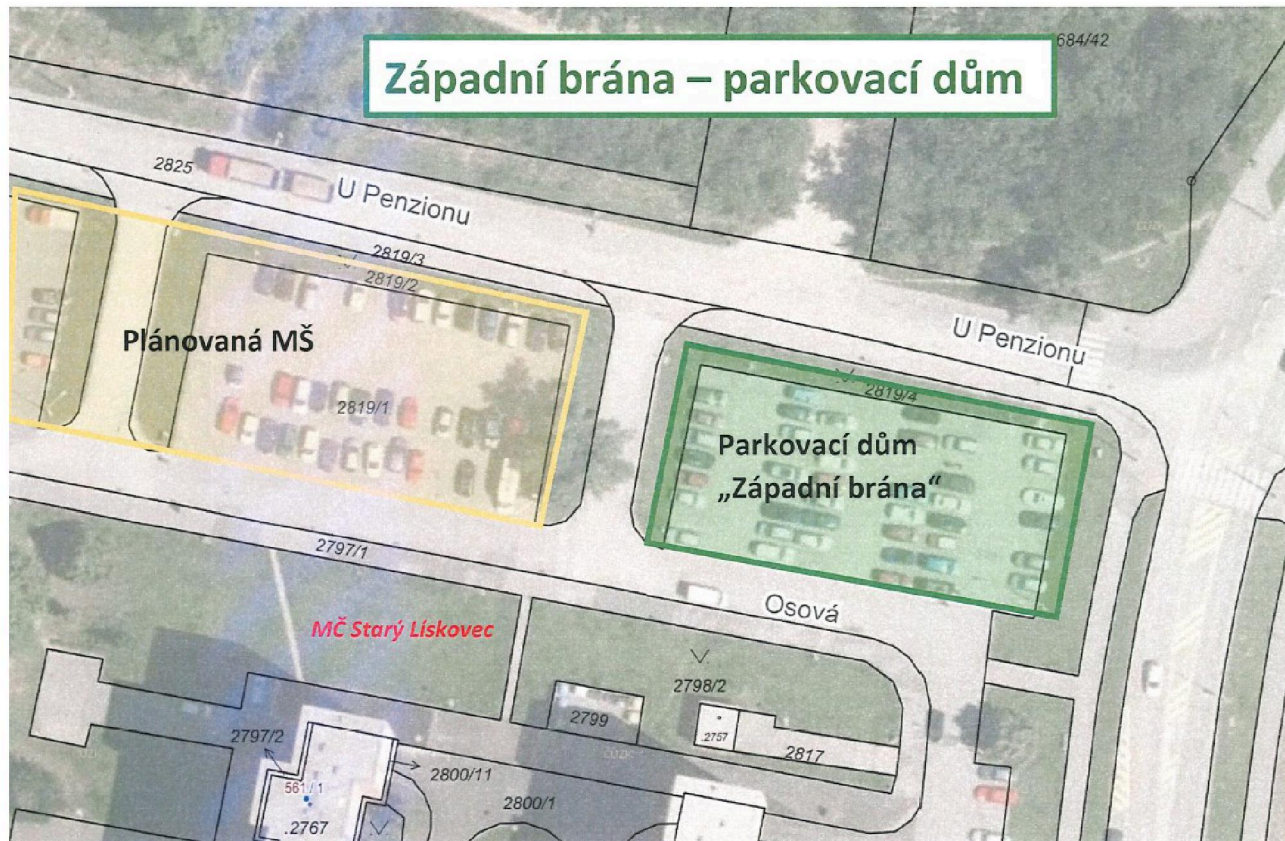 684/42
Západní brána – parkovací dům
2825
U Penzionu
2819/3
2819/2
U Penzionu
Plánovaná MŠ
2819/1
2819/4
Parkovací dům
„Západní brána“
2797/1
Osová
MČ Starý Lískovec
2798/2
2799
.2757
2817
2797/2
2800/11
561/1
2800/1
.2767